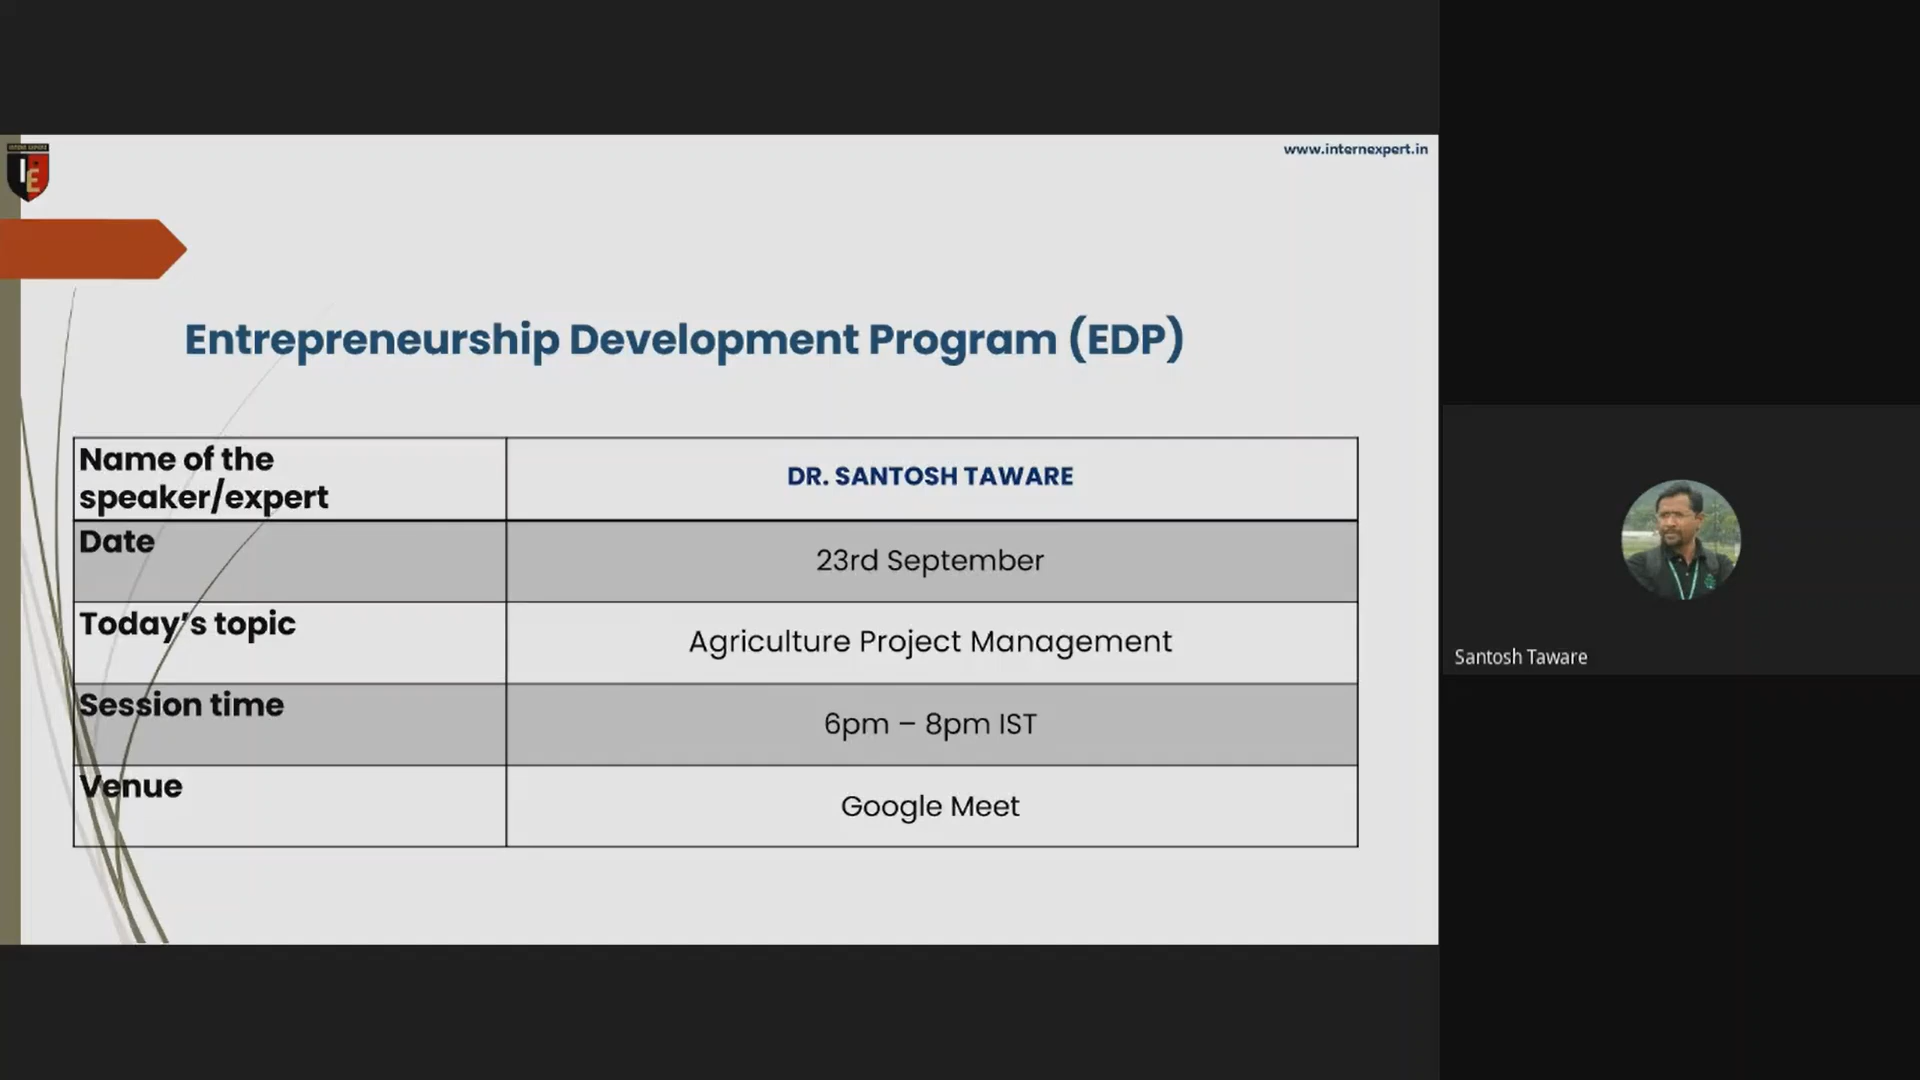 www.internexpert.in
IE
Entrepreneurship Development Program (EDP)
Name of the
speaker/expert
DR. SANTOSH TAWARE
Date
23rd September
Today's topic
Agriculture Project Management
Session time
6pm – 8pm IST
Venue
Google Meet
Santosh Taware